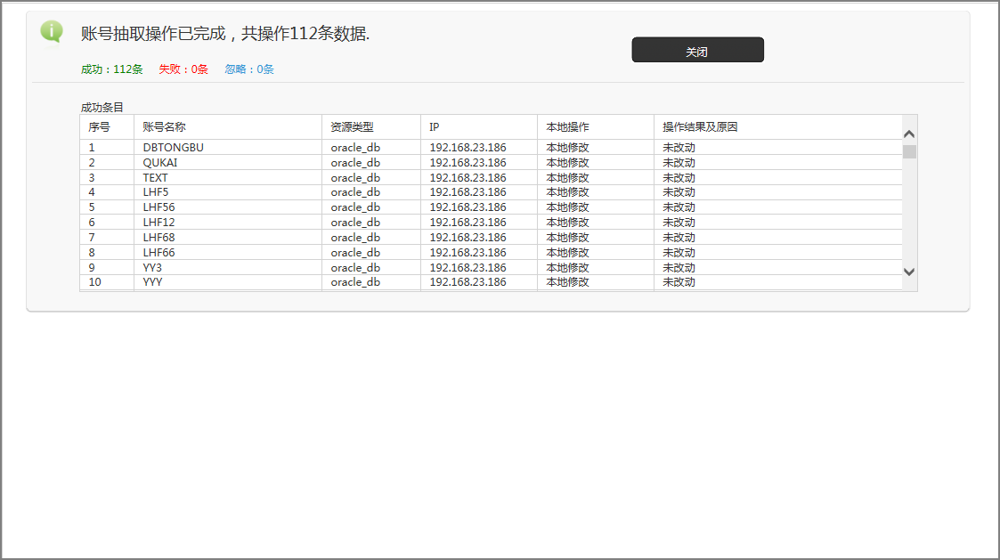 账号抽取操作已完成，共操作112条数据.
关闭
成功：112条 失败：0条 忽略：0条
成功条目
序号 账号名称 资源类型 IP 本地操作 操作结果及原因
1 DBTONGBU oracle_db 192.168.23.186 本地修改 未改动
2 QUKAI oracle_db 192.168.23.186 本地修改 未改动
3 TEXT oracle_db 192.168.23.186 本地修改 未改动
4 LHF5 oracle_db 192.168.23.186 本地修改 未改动
5 LHF56 oracle_db 192.168.23.186 本地修改 未改动
6 LHF12 oracle_db 192.168.23.186 本地修改 未改动
7 LHF68 oracle_db 192.168.23.186 本地修改 未改动
8 LHF66 oracle_db 192.168.23.186 本地修改 未改动
9 YY3 oracle_db 192.168.23.186 本地修改 未改动
10 YYY oracle_db 192.168.23.186 本地修改 未改动